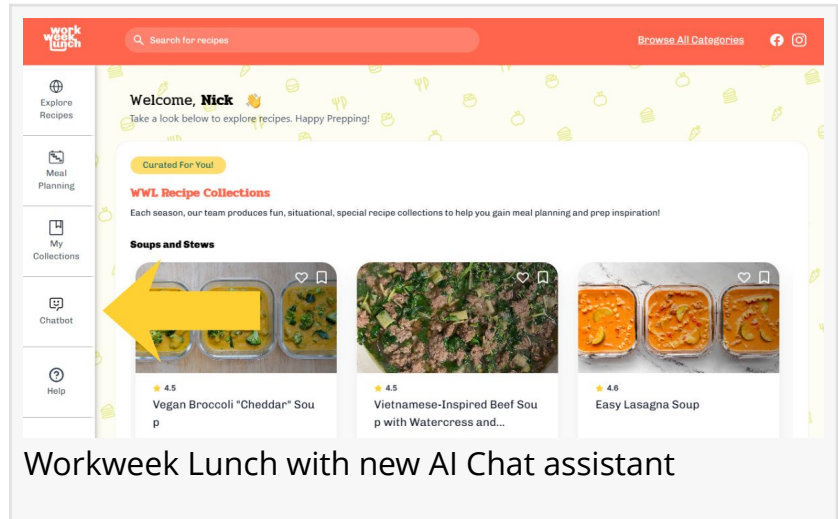 work
week
lunch
Search for recipes
Browse All Categories
Explore
Recipes
Meal
Planning
My
Collections
Chatbot
Help
Welcome, Nick 👋
Take a look below to explore recipes. Happy Prepping!
Curated For You!
WWL Recipe Collections
Each season, our team produces fun, situational, special recipe collections to help you gain meal planning and prep inspiration!
Soups and Stews
4.5
Vegan Broccoli "Cheddar" Sou
p
4.5
Vietnamese-Inspired Beef Sou
p with Watercress and...
4.6
Easy Lasagna Soup
Workweek Lunch with new AI Chat assistant